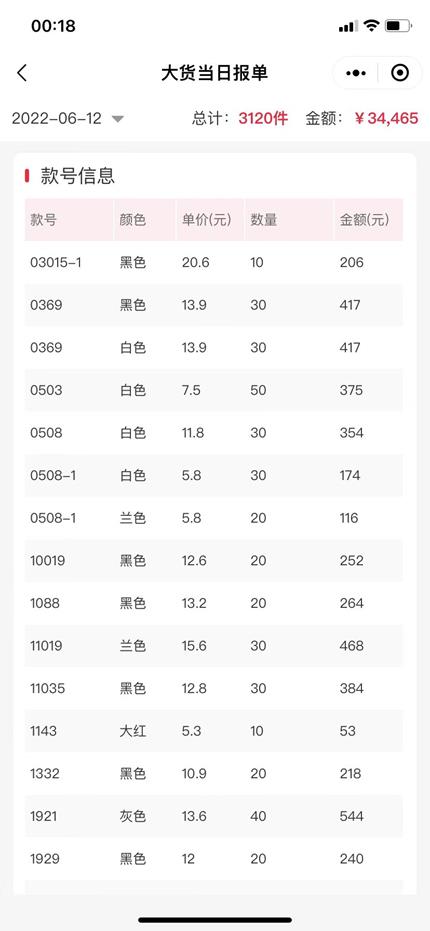 00:18
大货当日报单
2022-06-12 总计：3120件 金额：￥34,465
款号信息
款号 颜色 单价(元) 数量 金额(元)
03015-1 黑色 20.6 10 206
0369 黑色 13.9 30 417
0369 白色 13.9 30 417
0503 白色 7.5 50 375
0508 白色 11.8 30 354
0508-1 白色 5.8 30 174
0508-1 兰色 5.8 20 116
10019 黑色 12.6 20 252
1088 黑色 13.2 20 264
11019 兰色 15.6 30 468
11035 黑色 12.8 30 384
1143 大红 5.3 10 53
1332 黑色 10.9 20 218
1921 灰色 13.6 40 544
1929 黑色 12 20 240